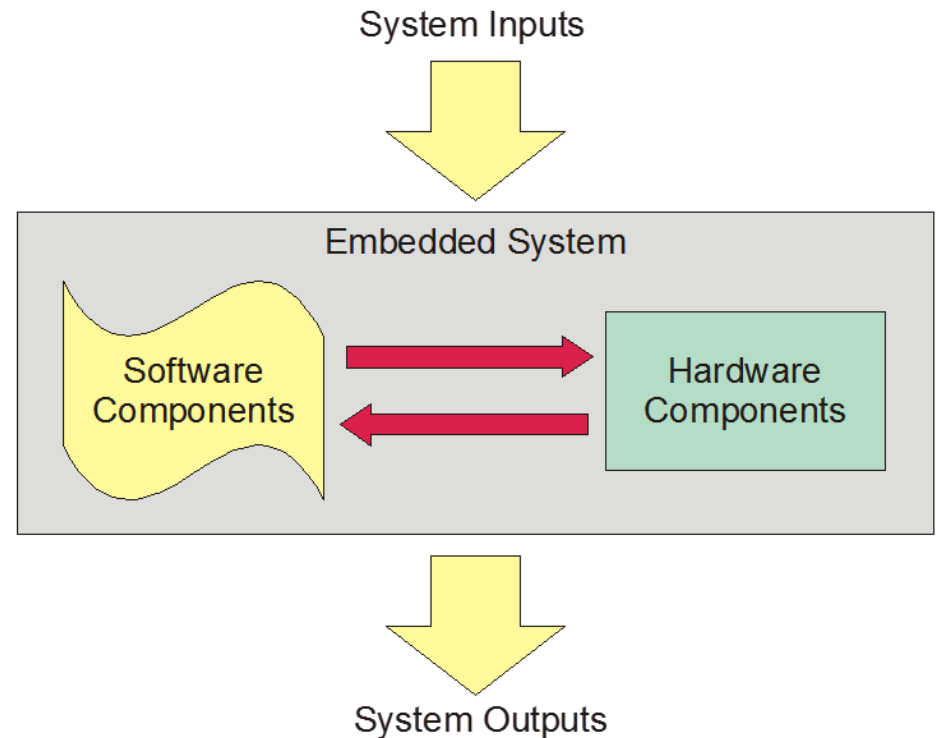 System Inputs
Embedded System
Software
Components
Hardware
Components
System Outputs